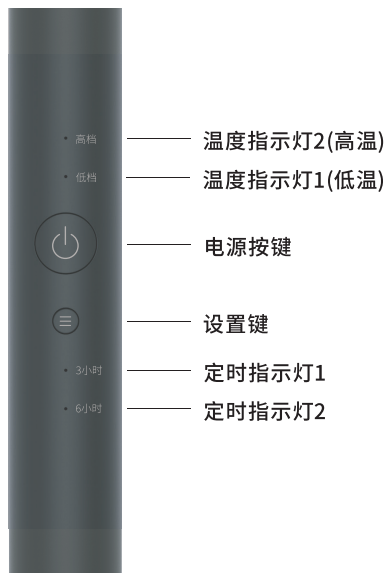 高档
温度指示灯2(高温)
低档
温度指示灯1(低温)
电源按键
设置键
3小时
定时指示灯1
6小时
定时指示灯2